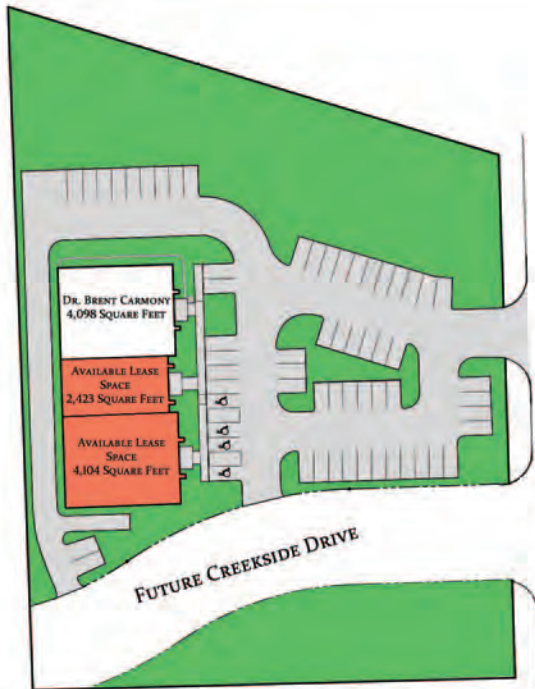 DR. BRENT CARMONY
4,098 SQUARE FEET
AVAILABLE LEASE
SPACE
2,423 SQUARE FEET
AVAILABLE LEASE
SPACE
4,104 SQUARE FEET
FUTURE CREEKSIDE DRIVE